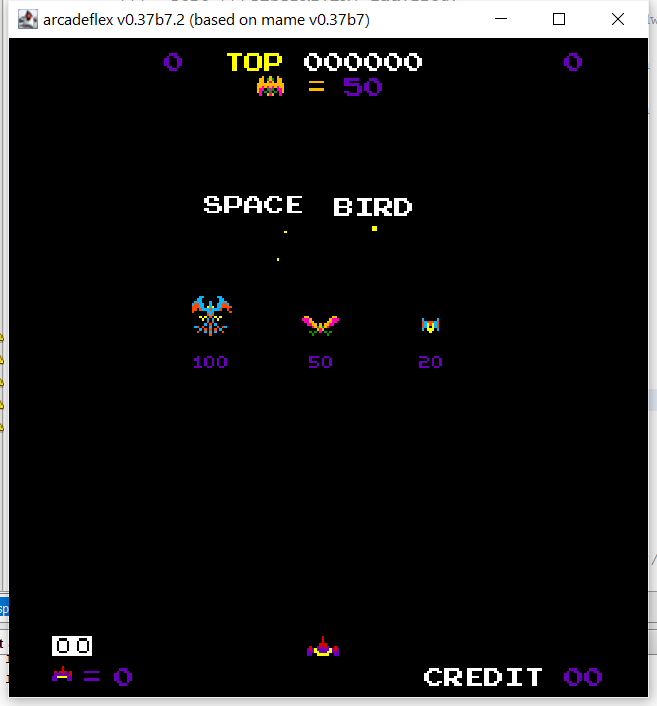 arcadeflex v0.37b7.2 (based on mame v0.37b7)
0 TOP 000000 0
= 50
SPACE BIRD
100 50 20
00
= 0 CREDIT 00